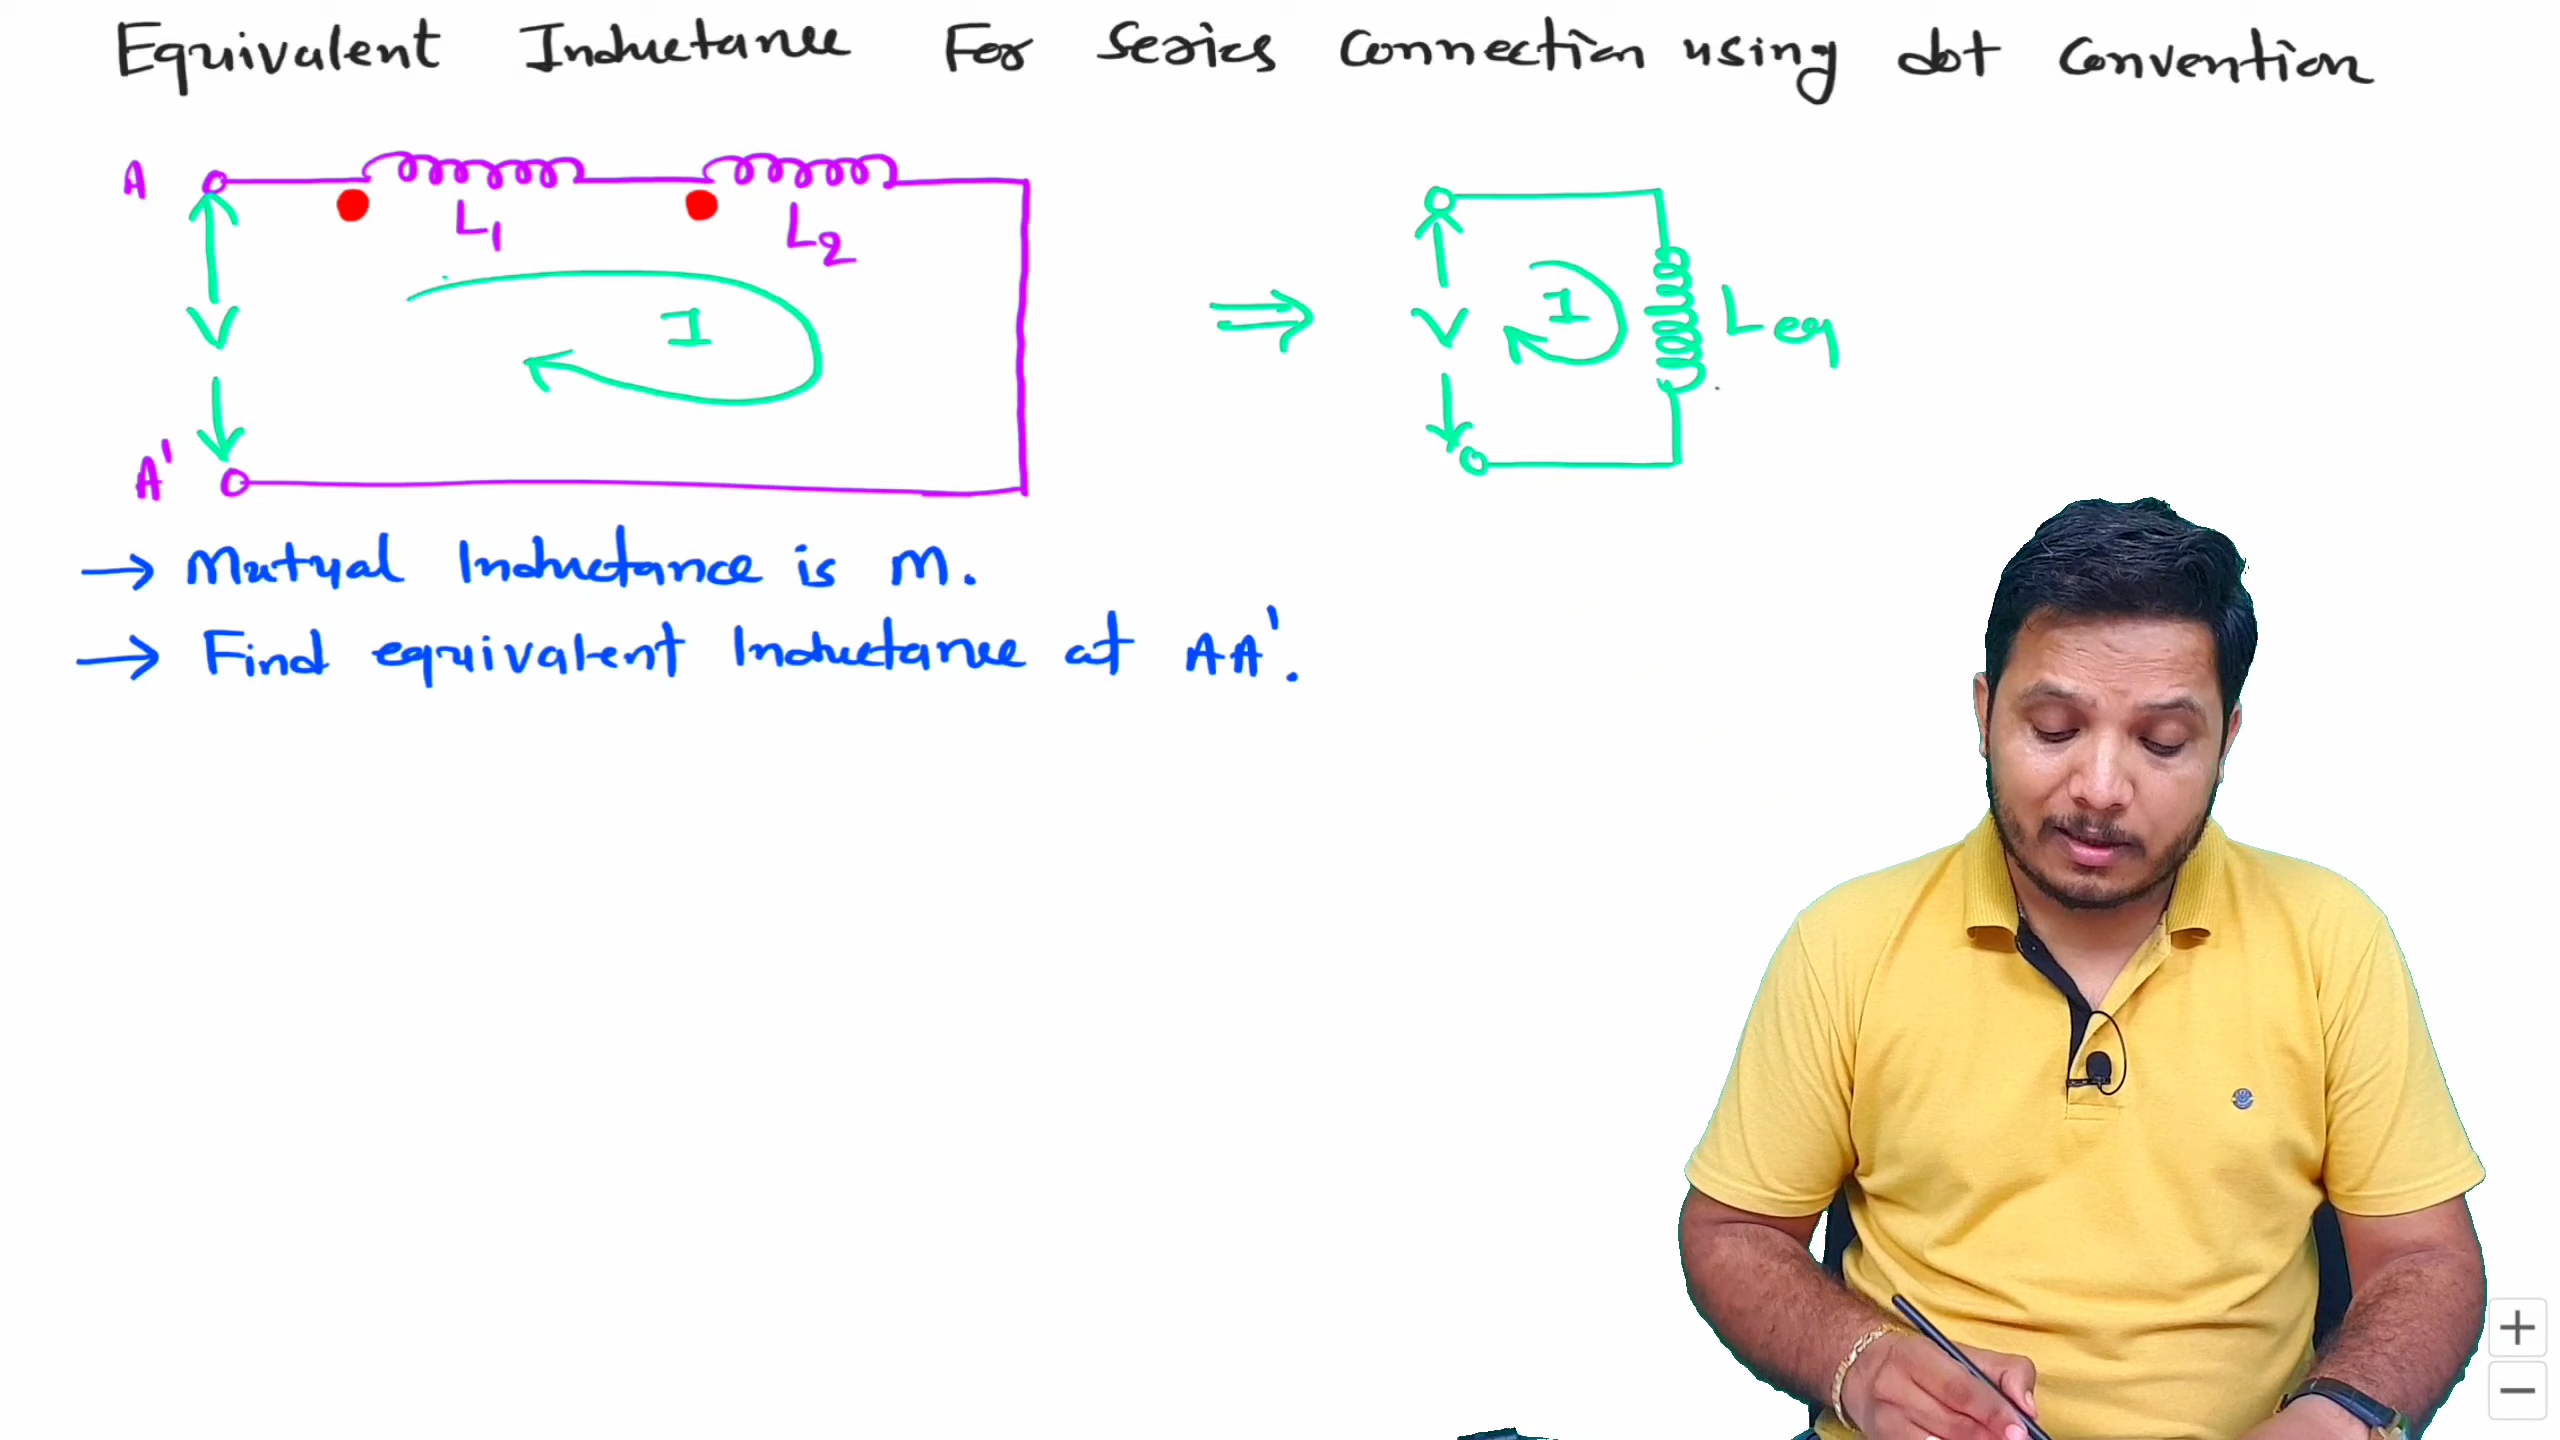 Equivalent Inductance For Series Connection using dot Convention
A
L1
L2
V
I
A'
⇒
V
I
Leq
→ Mutual Inductance is M.
→ Find equivalent Inductance at AA'.
+
−